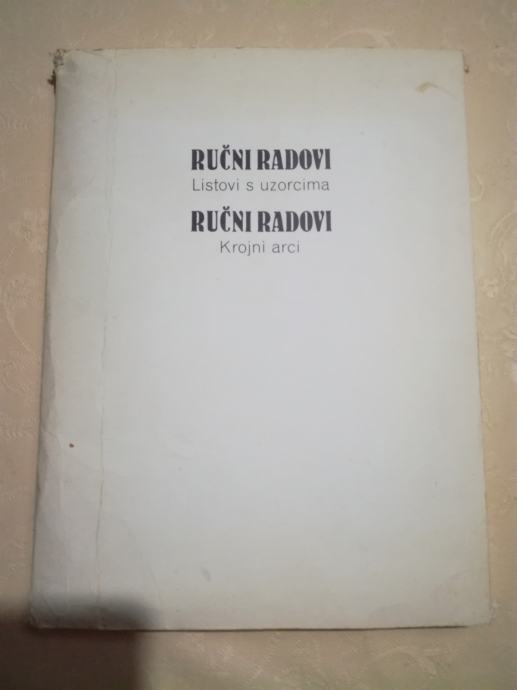 RUČNI RADOVI
Listovi s uzorcima
RUČNI RADOVI
Krojni arci